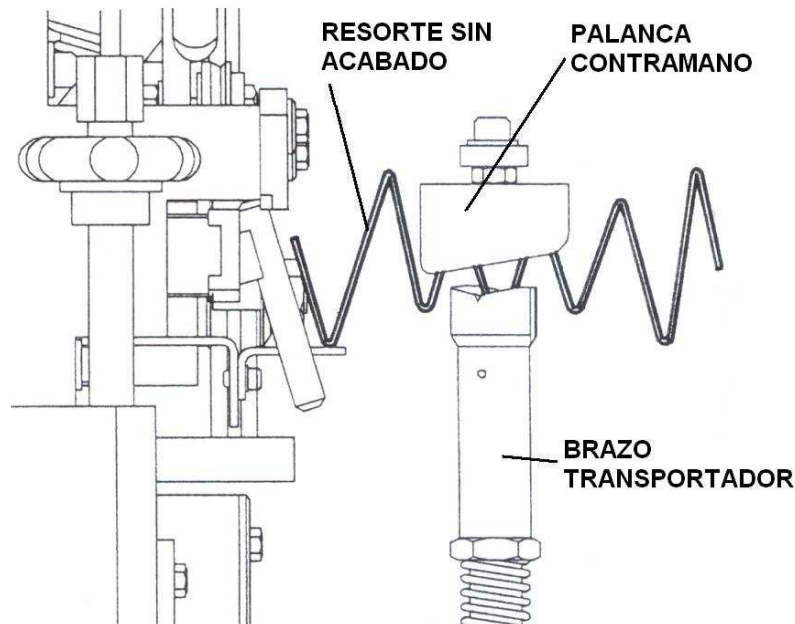 RESORTE SIN
ACABADO
PALANCA
CONTRAMANO
BRAZO
TRANSPORTADOR